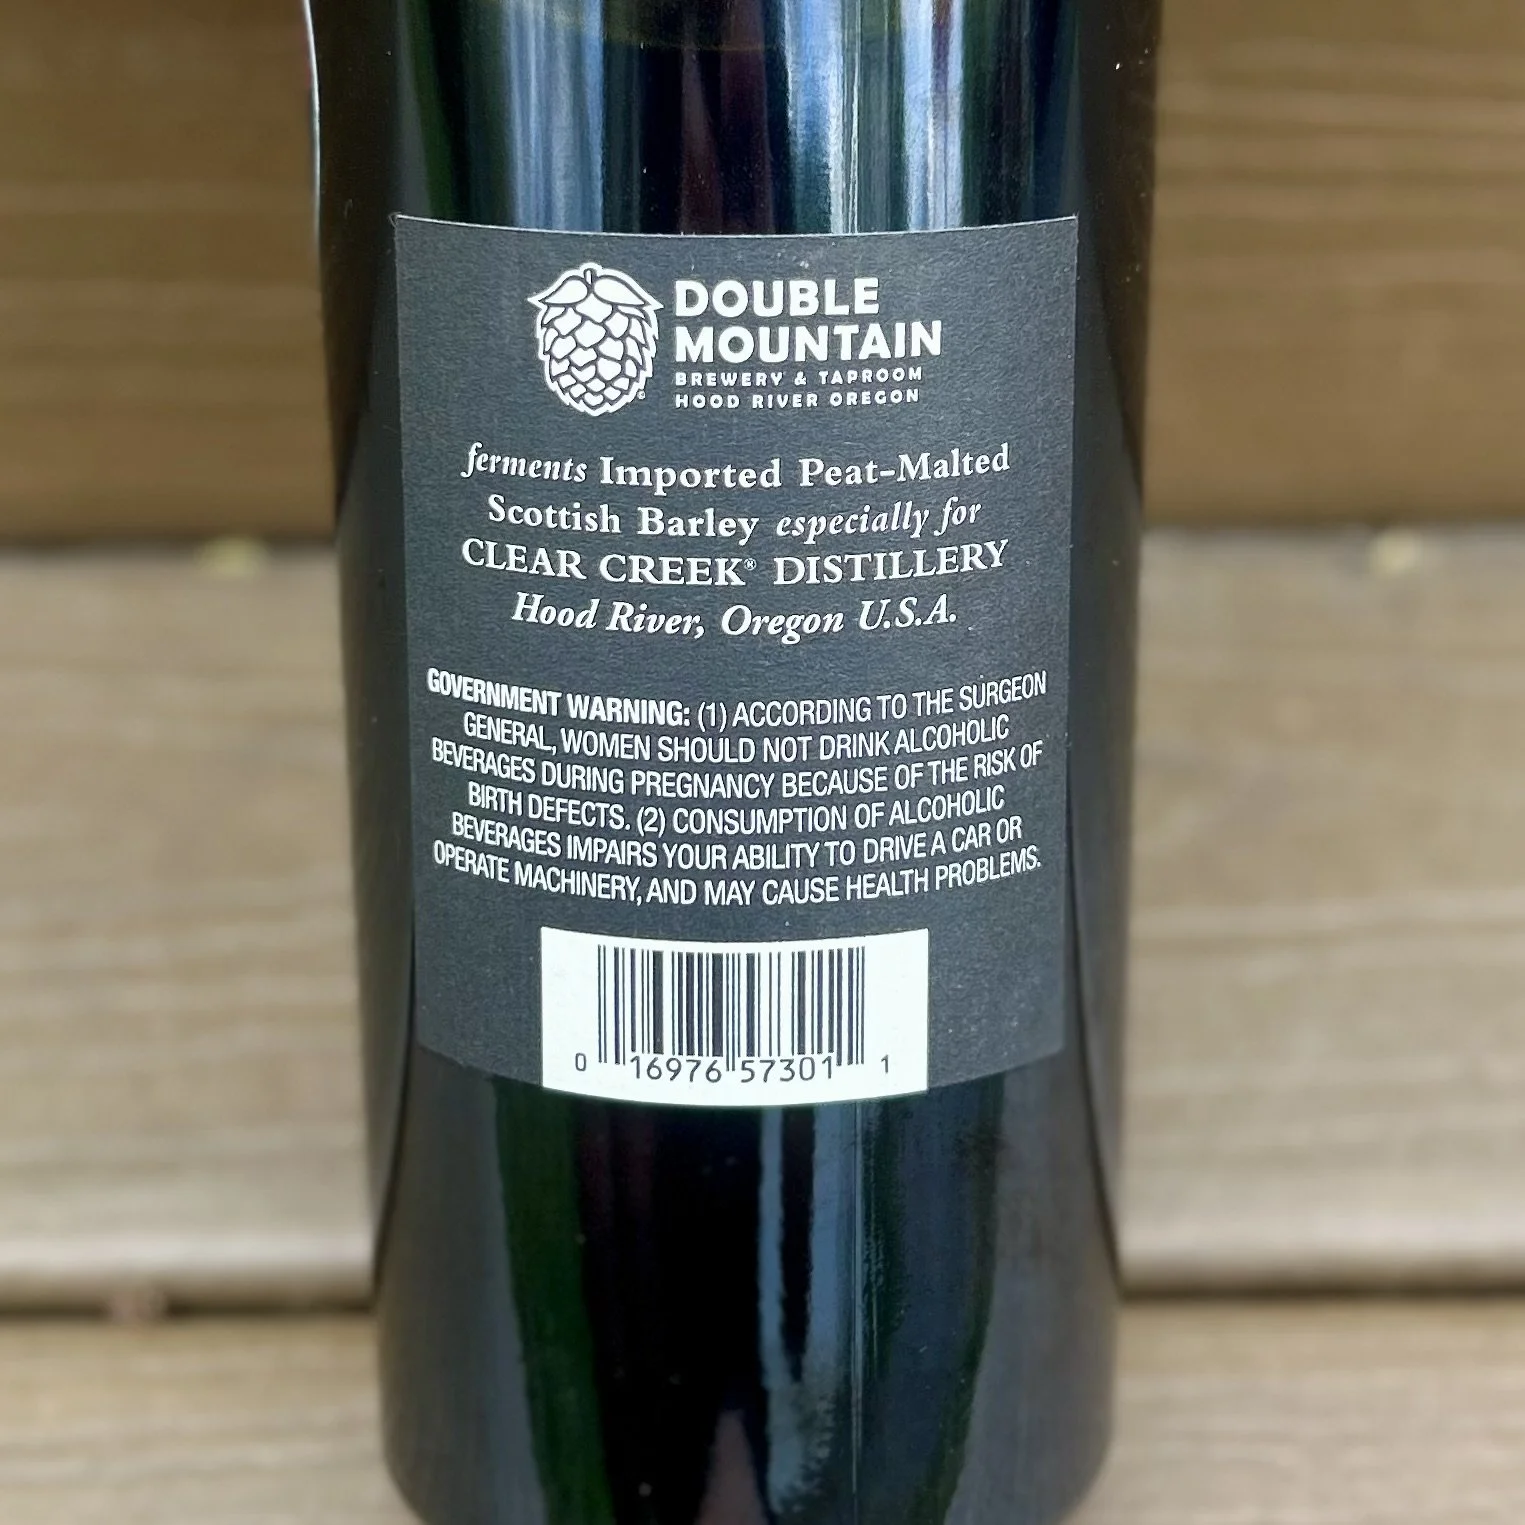 DOUBLE
MOUNTAIN
BREWERY & TAPROOM
HOOD RIVER OREGON
ferments Imported Peat-Malted
Scottish Barley especially for
CLEAR CREEK® DISTILLERY
Hood River, Oregon U.S.A.
GOVERNMENT WARNING: (1) ACCORDING TO THE SURGEON
GENERAL, WOMEN SHOULD NOT DRINK ALCOHOLIC
BEVERAGES DURING PREGNANCY BECAUSE OF THE RISK OF
BIRTH DEFECTS. (2) CONSUMPTION OF ALCOHOLIC
BEVERAGES IMPAIRS YOUR ABILITY TO DRIVE A CAR OR
OPERATE MACHINERY, AND MAY CAUSE HEALTH PROBLEMS.
0 16976 57301 1